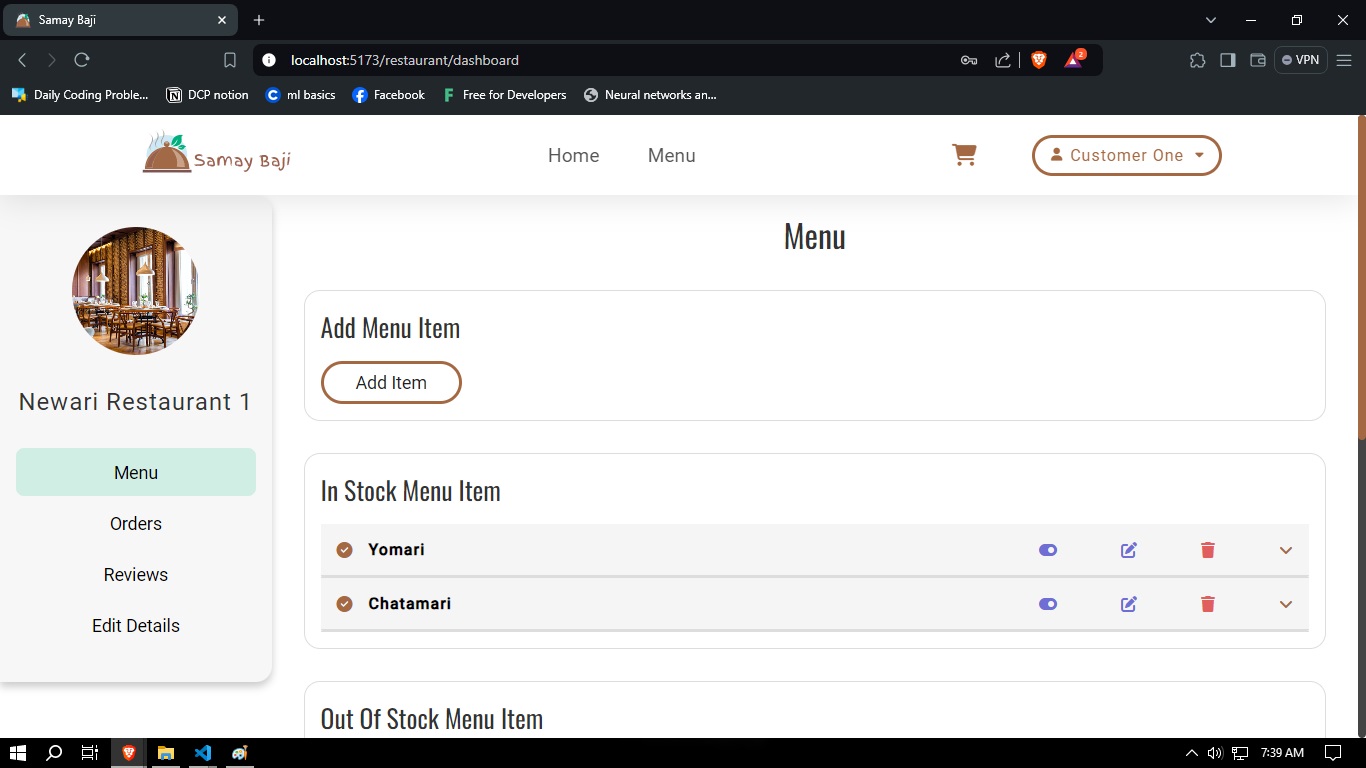 Samay Baji
localhost:5173/restaurant/dashboard
2
VPN
Daily Coding Proble... DCP notion ml basics Facebook Free for Developers Neural networks an...
Samay Baji Home Menu Customer One
Newari Restaurant 1
Menu
Orders
Reviews
Edit Details
Menu
Add Menu Item
Add Item
In Stock Menu Item
Yomari
Chatamari
Out Of Stock Menu Item
7:39 AM